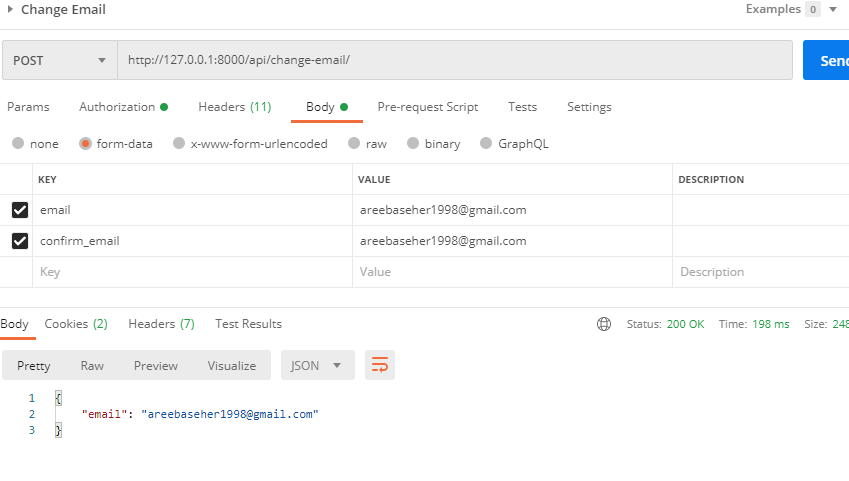 Change Email
Examples 0
POST http://127.0.0.1:8000/api/change-email/ Send
Params Authorization Headers (11) Body Pre-request Script Tests Settings
none form-data x-www-form-urlencoded raw binary GraphQL
KEY VALUE DESCRIPTION
email areebaseher1998@gmail.com
confirm_email areebaseher1998@gmail.com
Key Value Description
Body Cookies (2) Headers (7) Test Results Status: 200 OK Time: 198 ms Size: 248
Pretty Raw Preview Visualize JSON
1 {
2 "email": "areebaseher1998@gmail.com"
3 }